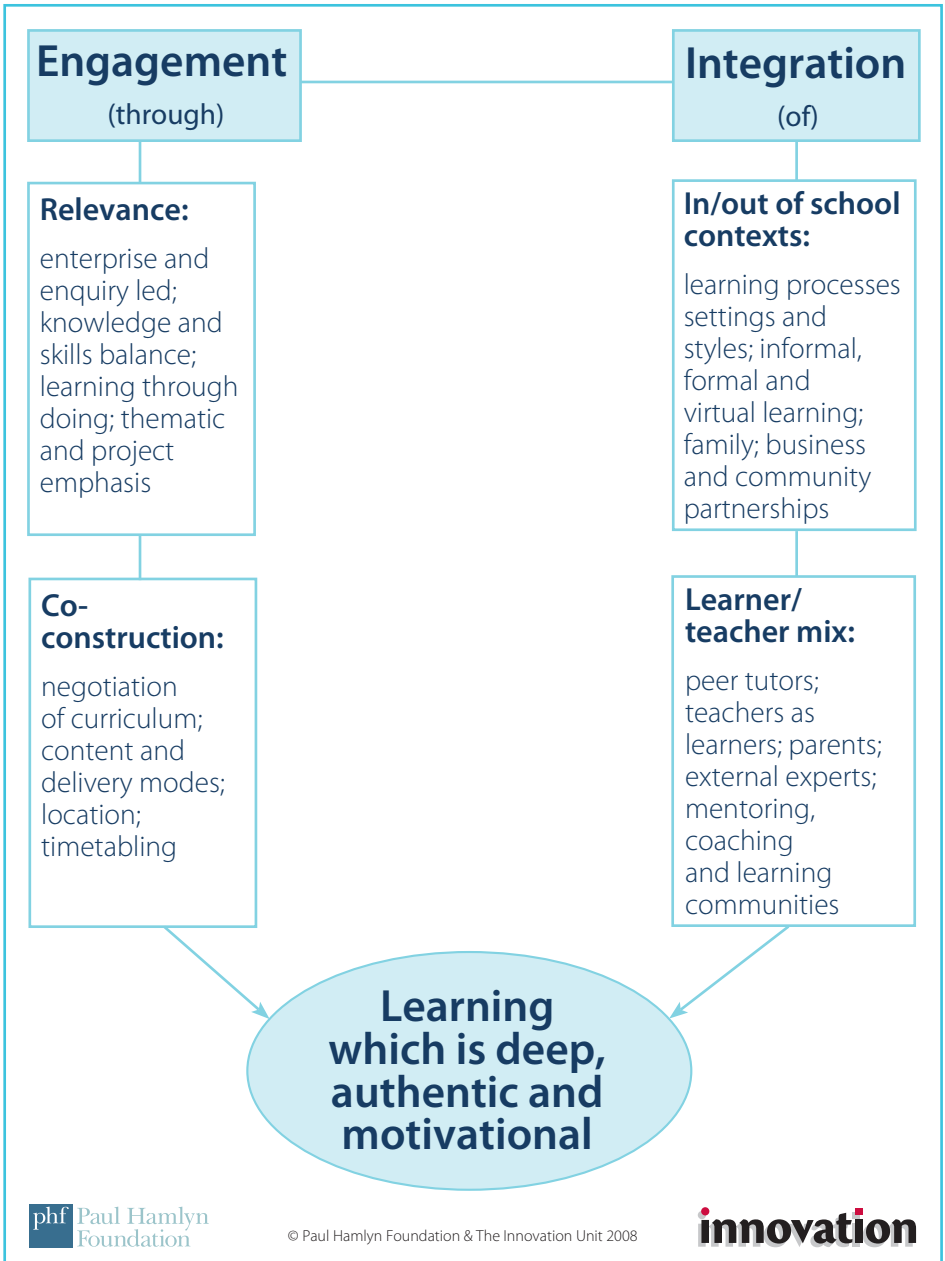 Engagement
(through)
Relevance:
enterprise and
enquiry led;
knowledge and
skills balance;
learning through
doing; thematic
and project
emphasis
Co-
construction:
negotiation
of curriculum;
content and
delivery modes;
location;
timetabling
Integration
(of)
In/out of school
contexts:
learning processes
settings and
styles; informal,
formal and
virtual learning;
family; business
and community
partnerships
Learner/
teacher mix:
peer tutors;
teachers as
learners; parents;
external experts;
mentoring,
coaching
and learning
communities
Learning
which is deep,
authentic and
motivational
phf Paul Hamlyn
Foundation
© Paul Hamlyn Foundation & The Innovation Unit 2008
innovation